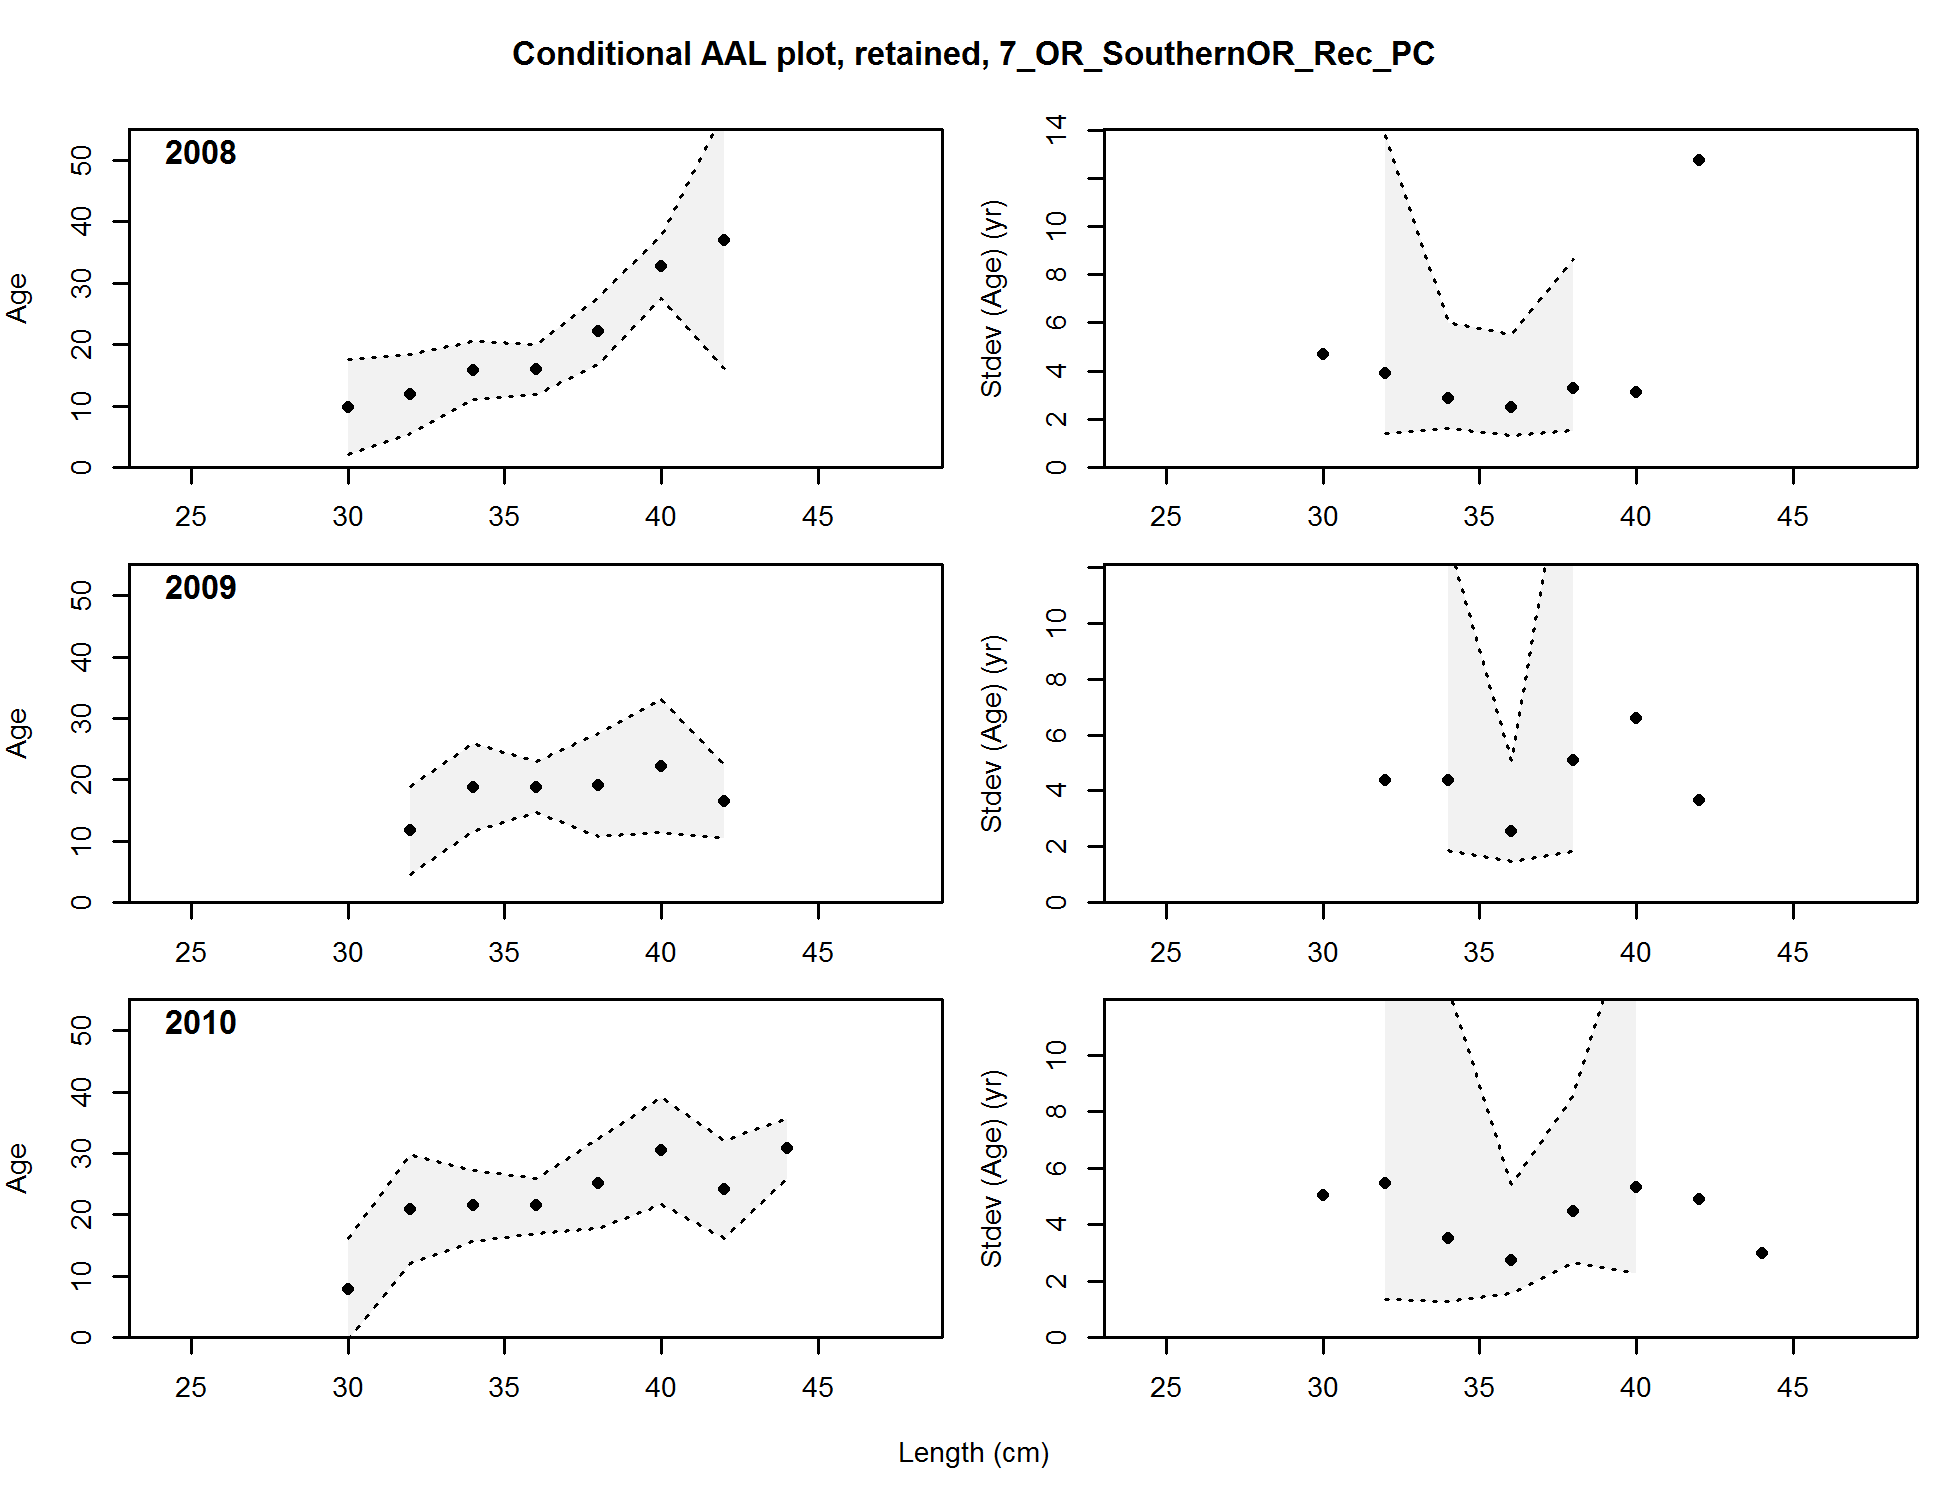 Conditional AAL plot, retained, 7_OR_SouthernOR_Rec_PC
2008
Age
0 10 20 30 40 50
25 30 35 40 45
Stdev (Age) (yr)
0 2 4 6 8 10 14
25 30 35 40 45
2009
Age
0 10 20 30 40 50
25 30 35 40 45
Stdev (Age) (yr)
0 2 4 6 8 10
25 30 35 40 45
2010
Age
0 10 20 30 40 50
25 30 35 40 45
Stdev (Age) (yr)
0 2 4 6 8 10
25 30 35 40 45
Length (cm)